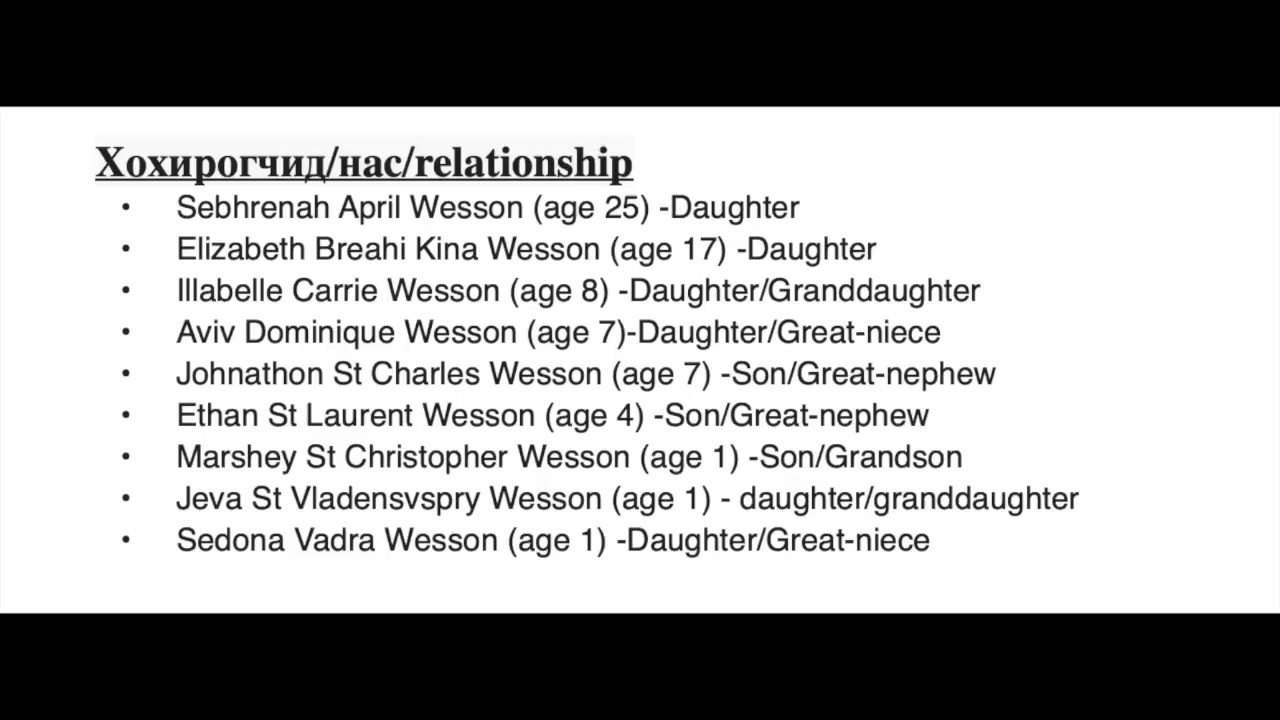 Хохирогчид/нас/relationship
• Sebhrenah April Wesson (age 25) -Daughter
• Elizabeth Breahi Kina Wesson (age 17) -Daughter
• Illabelle Carrie Wesson (age 8) -Daughter/Granddaughter
• Aviv Dominique Wesson (age 7)-Daughter/Great-niece
• Johnathon St Charles Wesson (age 7) -Son/Great-nephew
• Ethan St Laurent Wesson (age 4) -Son/Great-nephew
• Marshey St Christopher Wesson (age 1) -Son/Grandson
• Jeva St Vladensvspry Wesson (age 1) - daughter/granddaughter
• Sedona Vadra Wesson (age 1) -Daughter/Great-niece